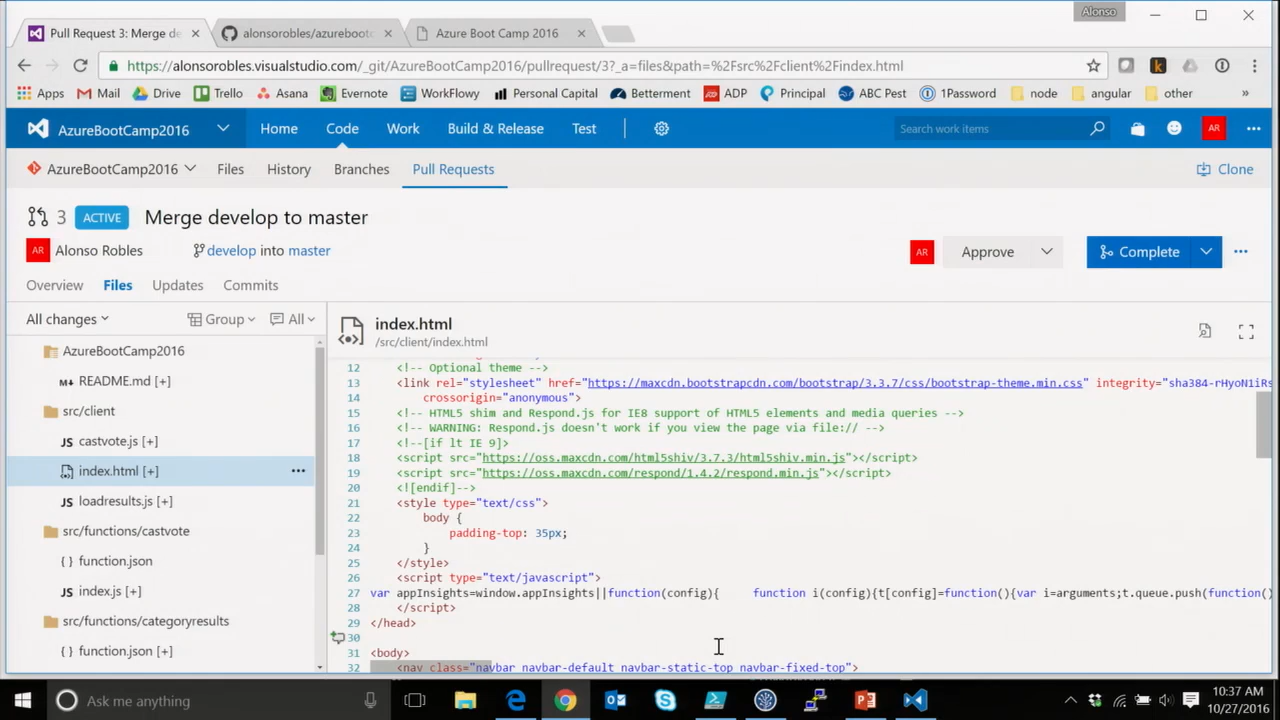 Alonso
Pull Request 3: Merge de
alonsorobles/azurebootc
Azure Boot Camp 2016
https://alonsorobles.visualstudio.com/_git/AzureBootCamp2016/pullrequest/3?_a=files&path=%2Fsrc%2Fclient%2Findex.html
Apps Mail Drive Trello Asana Evernote WorkFlowy Personal Capital Betterment ADP Principal ABC Pest 1Password node angular other »
AzureBootCamp2016 Home Code Work Build & Release Test Search work items AR
AzureBootCamp2016 Files History Branches Pull Requests Clone
3 ACTIVE Merge develop to master
AR Alonso Robles develop into master AR Approve Complete
Overview Files Updates Commits
All changes Group All
index.html
/src/client/index.html
AzureBootCamp2016
README.md [+]
src/client
JS castvote.js [+]
index.html [+]
JS loadresults.js [+]
src/functions/castvote
{ } function.json
JS index.js [+]
src/functions/categoryresults
{ } function.json [+]
12 <!-- Optional theme -->
13 <link rel="stylesheet" href="https://maxcdn.bootstrapcdn.com/bootstrap/3.3.7/css/bootstrap-theme.min.css" integrity="sha384-rHyoN1iRs
14 crossorigin="anonymous">
15 <!-- HTML5 shim and Respond.js for IE8 support of HTML5 elements and media queries -->
16 <!-- WARNING: Respond.js doesn't work if you view the page via file:// -->
17 <!--[if lt IE 9]>
18 <script src="https://oss.maxcdn.com/html5shiv/3.7.3/html5shiv.min.js"></script>
19 <script src="https://oss.maxcdn.com/respond/1.4.2/respond.min.js"></script>
20 <![endif]-->
21 <style type="text/css">
22 body {
23 padding-top: 35px;
24 }
25 </style>
26 <script type="text/javascript">
27 var appInsights=window.appInsights||function(config){ function i(config){t[config]=function(){var i=arguments;t.queue.push(function()
28 </script>
29 </head>
30
31 <body>
32 <nav class="navbar navbar-default navbar-static-top navbar-fixed-top">
Ask me anything
10:37 AM
10/27/2016